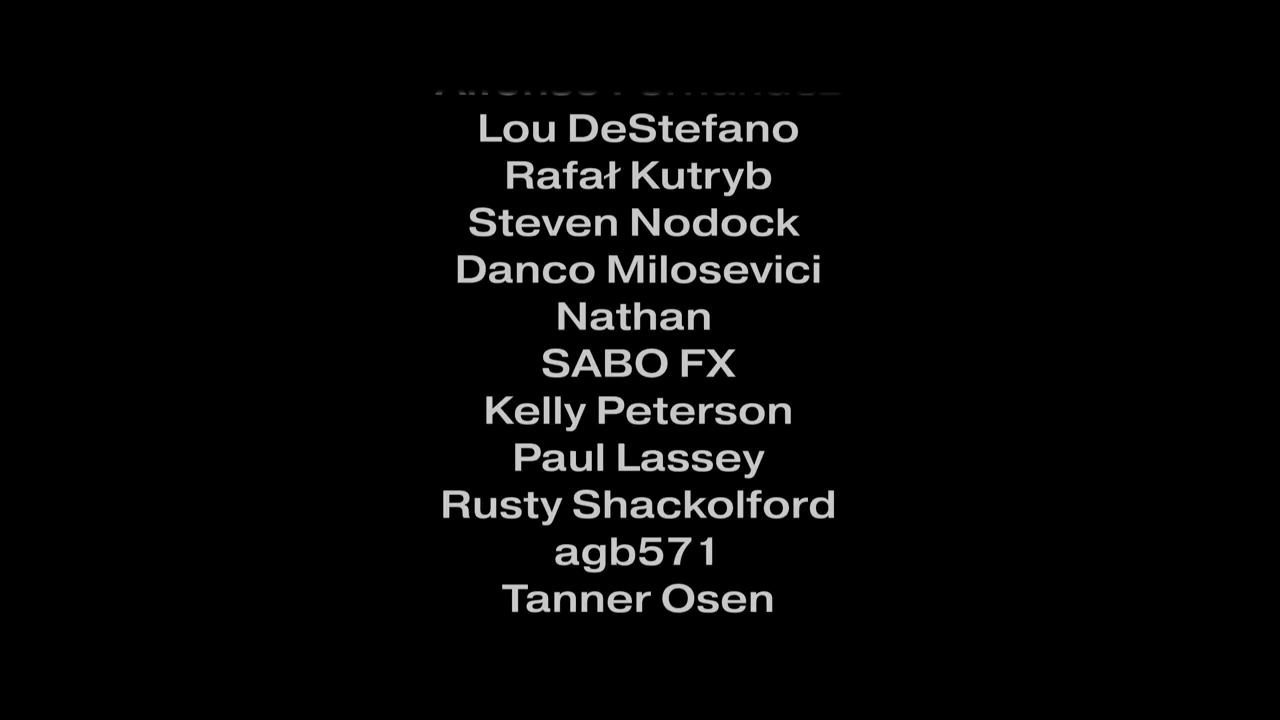 Lou DeStefano
Rafał Kutryb
Steven Nodock
Danco Milosevici
Nathan
SABO FX
Kelly Peterson
Paul Lassey
Rusty Shackolford
agb571
Tanner Osen